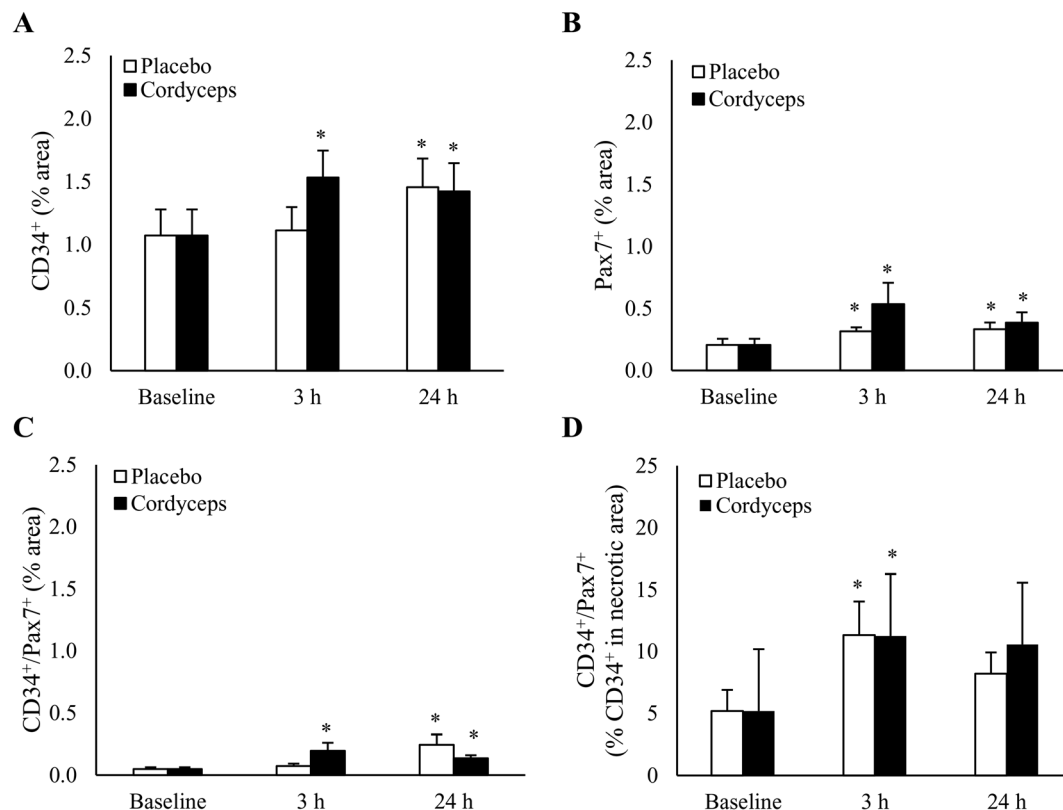 A
CD34⁺ (% area)
2.5
2.0
1.5
1.0
0.5
0.0
Placebo
Cordyceps
*
* *
Baseline 3 h 24 h
B
Pax7⁺ (% area)
2.5
2.0
1.5
1.0
0.5
0.0
Placebo
Cordyceps
* *
* *
Baseline 3 h 24 h
C
CD34⁺/Pax7⁺ (% area)
2.5
2.0
1.5
1.0
0.5
0.0
Placebo
Cordyceps
*
* *
Baseline 3 h 24 h
D
CD34⁺/Pax7⁺
(% CD34⁺ in necrotic area)
25
20
15
10
5
0
Placebo
Cordyceps
* *
Baseline 3 h 24 h